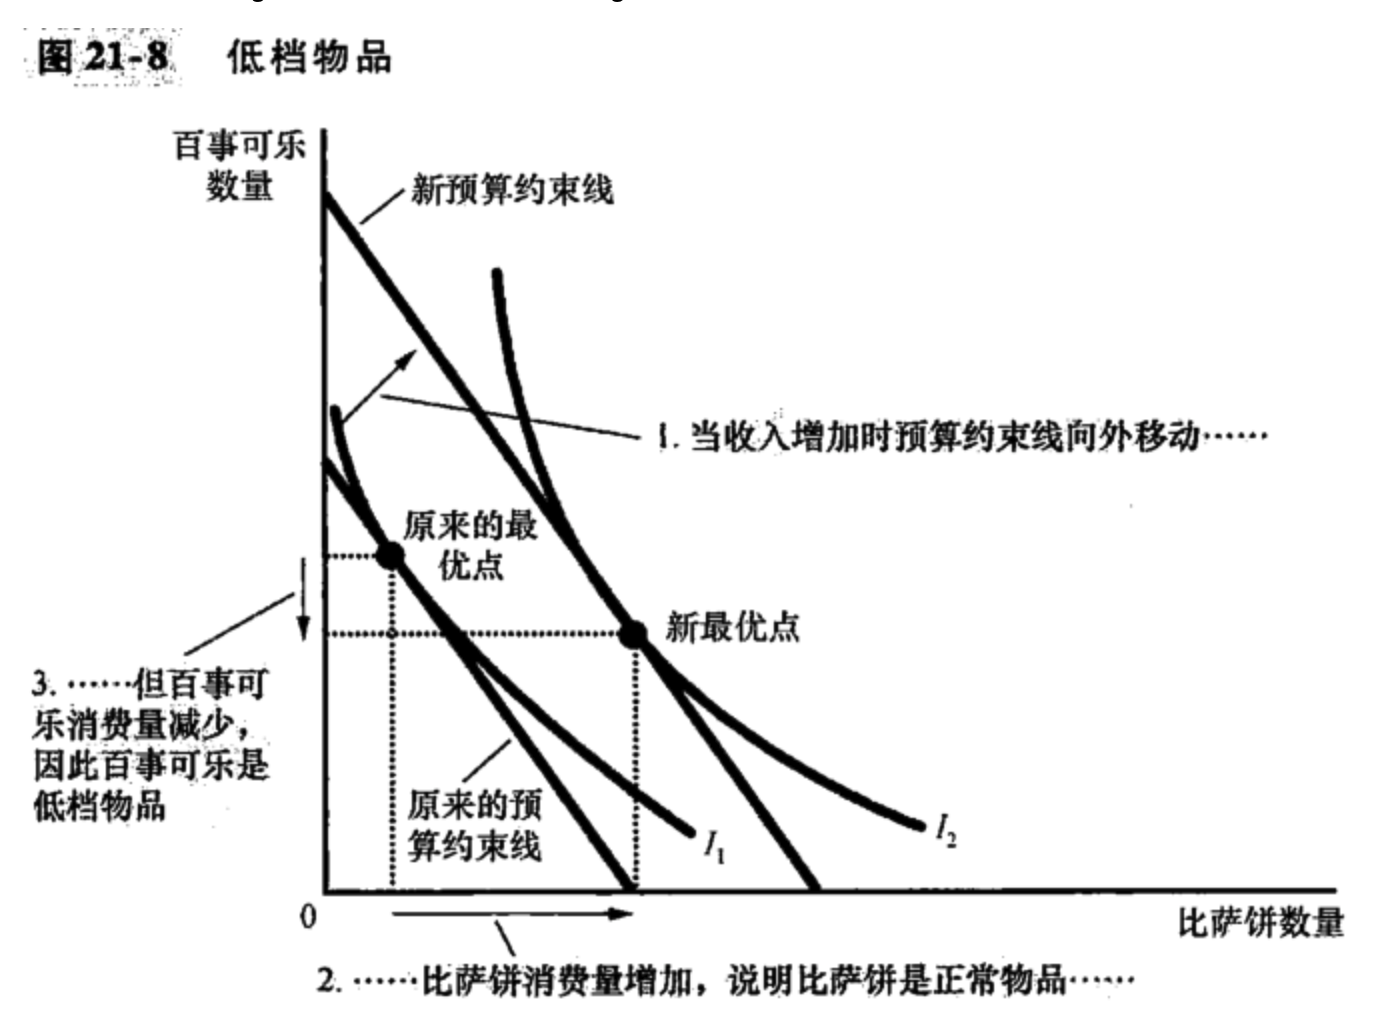 图 21-8 低档物品
百事可乐
数量
新预算约束线
1. 当收入增加时预算约束线向外移动……
原来的最
优点
新最优点
3. ……但百事可
乐消费量减少，
因此百事可乐是
低档物品
原来的预
算约束线
I₁
I₂
0
比萨饼数量
2. ……比萨饼消费量增加，说明比萨饼是正常物品……